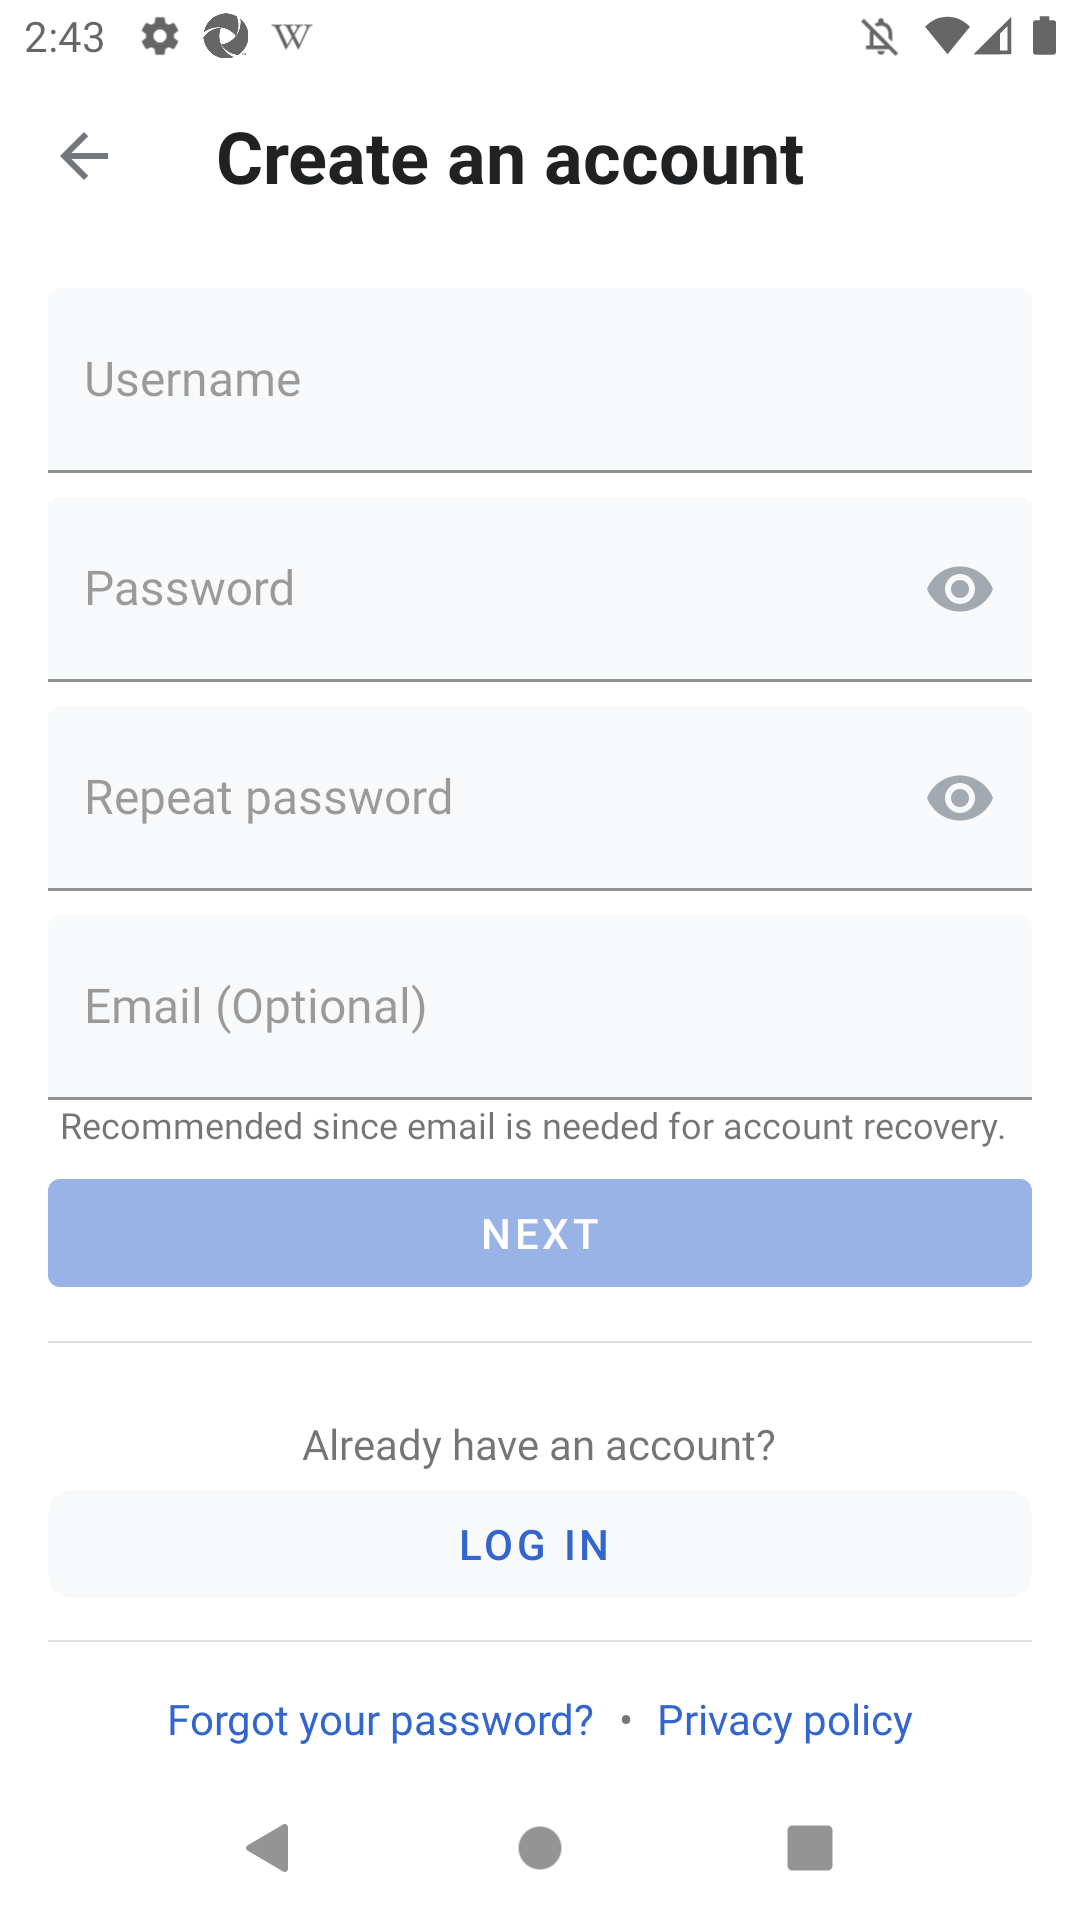 2:43
Create an account
Username
Password
Repeat password
Email (Optional)
Recommended since email is needed for account recovery.
NEXT
Already have an account?
LOG IN
Forgot your password? • Privacy policy